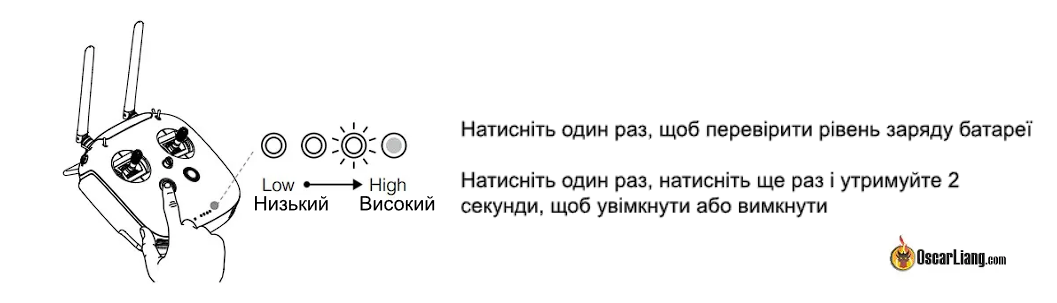 Натисніть один раз, щоб перевірити рівень заряду батареї
Low High
Низький Високий
Натисніть один раз, натисніть ще раз і утримуйте 2
секунди, щоб увімкнути або вимкнути
OscarLiang.com